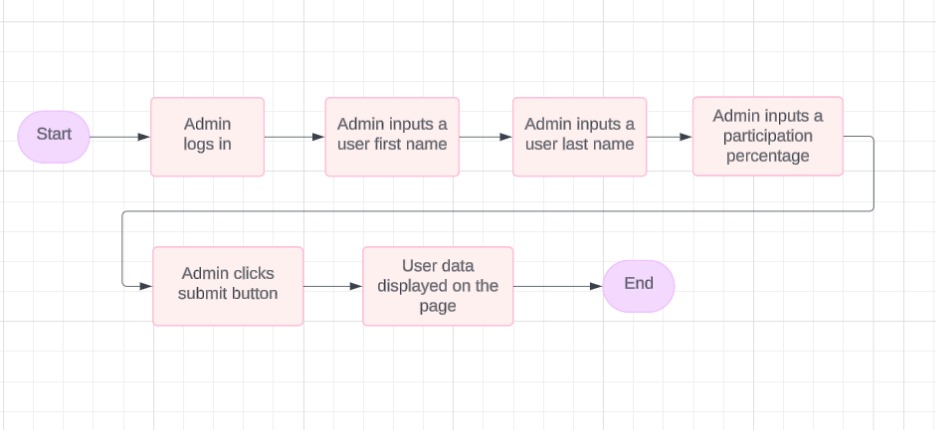 Start
Admin
logs in
Admin inputs a
user first name
Admin inputs a
user last name
Admin inputs a
participation
percentage
Admin clicks
submit button
User data
displayed on the
page
End